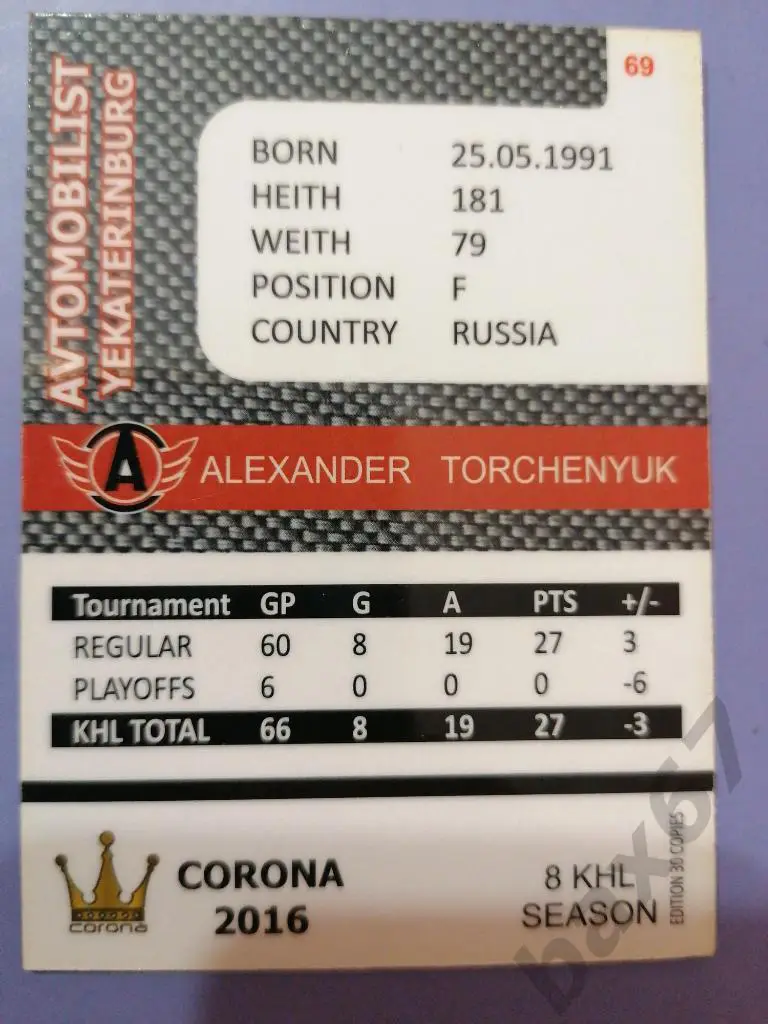 69
AVTOMOBILIST
YEKATERINBURG
BORN 25.05.1991
HEITH 181
WEITH 79
POSITION F
COUNTRY RUSSIA
A ALEXANDER TORCHENYUK
Tournament GP G A PTS +/-
REGULAR 60 8 19 27 3
PLAYOFFS 6 0 0 0 -6
KHL TOTAL 66 8 19 27 -3
corona
CORONA
2016
8 KHL
SEASON
EDITION 30 COPIES
bax67